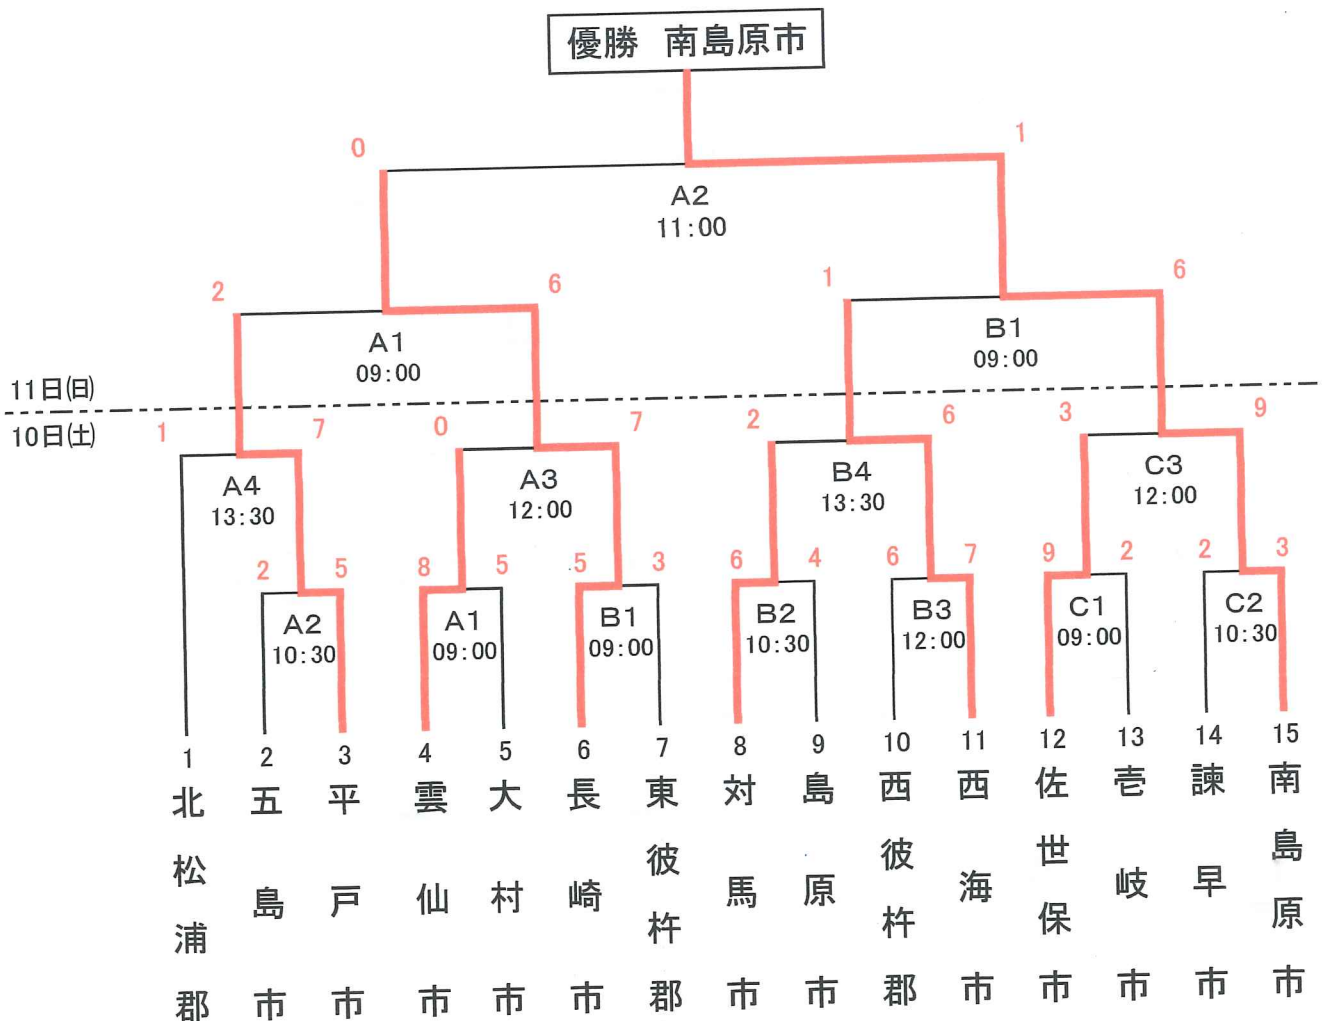 優勝 南島原市
0 1
A2
11:00
2 6 1 6
A1 B1
09:00 09:00
11日(日)
10日(土)
1 7 0 7 2 6 3 9
A4 A3 B4 C3
13:30 12:00 13:30 12:00
2 5 8 5 5 3 6 4 6 7 9 2 2 3
A2 A1 B1 B2 B3 C1 C2
10:30 09:00 09:00 10:30 12:00 09:00 10:30
1 2 3 4 5 6 7 8 9 10 11 12 13 14 15
北松浦郡
五島市
平戸市
雲仙市
大村市
長崎市
東彼杵郡
対馬市
島原市
西彼杵郡
西海市
佐世保市
壱岐市
諫早市
南島原市